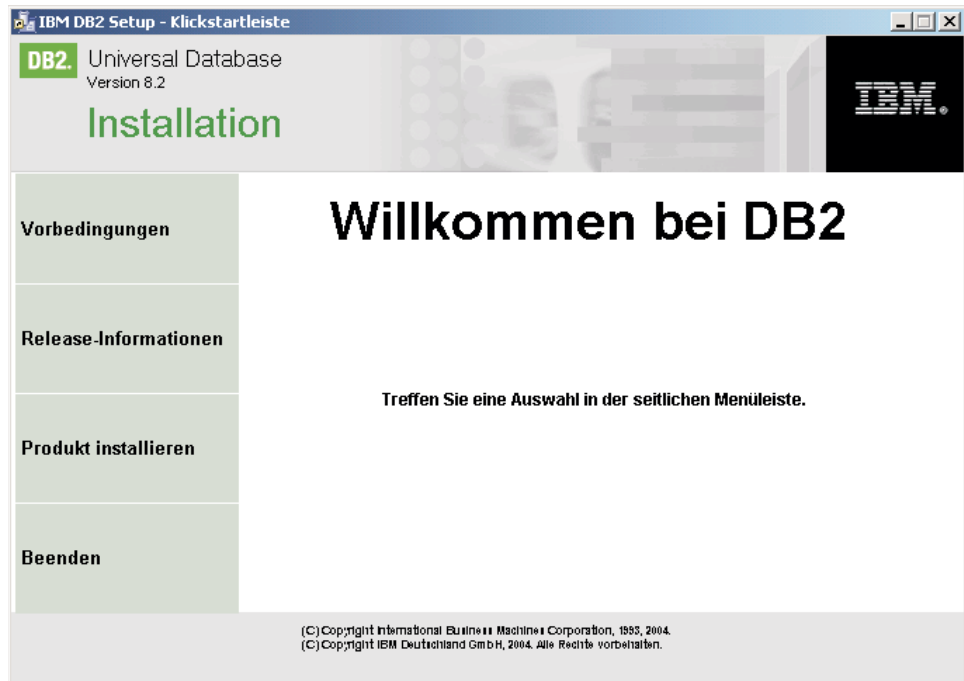 IBM DB2 Setup - Klickstartleiste
DB2. Universal Database
Version 8.2
Installation
IBM®
Vorbedingungen
Willkommen bei DB2
Release-Informationen
Treffen Sie eine Auswahl in der seitlichen Menüleiste.
Produkt installieren
Beenden
(C) Copyright International Business Machines Corporation, 1993, 2004.
(C) Copyright IBM Deutschland GmbH, 2004. Alle Rechte vorbehalten.